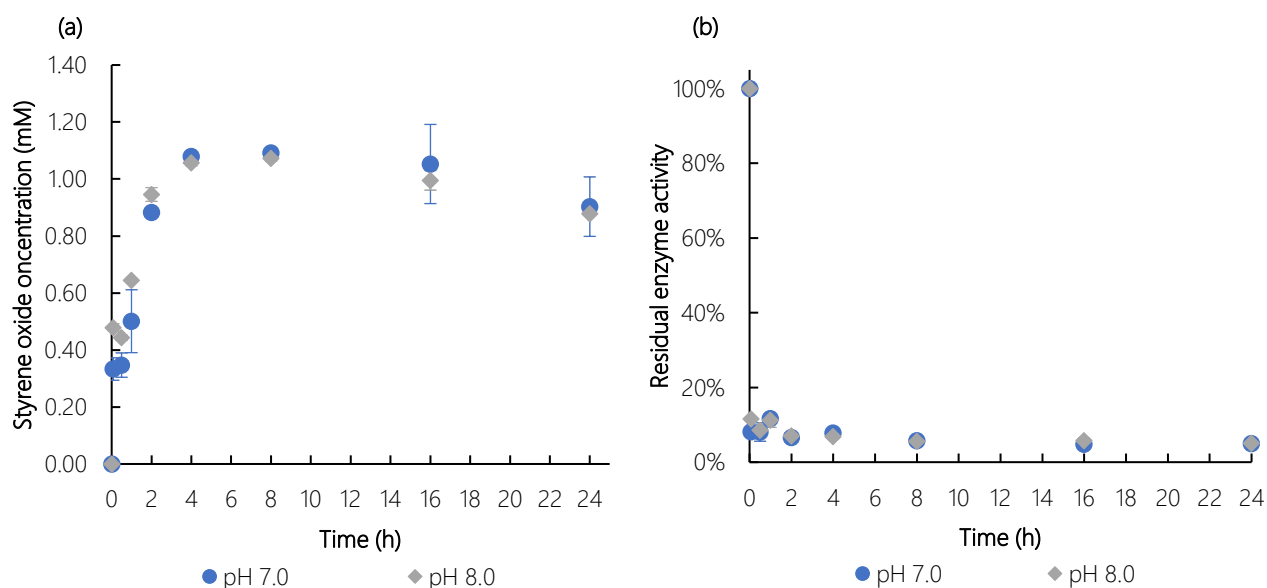 (a)
Styrene oxide oncentration (mM)
1.40
1.20
1.00
0.80
0.60
0.40
0.20
0.00
0 2 4 6 8 10 12 14 16 18 20 22 24
Time (h)
pH 7.0 pH 8.0
(b)
Residual enzyme activity
100%
80%
60%
40%
20%
0%
0 2 4 6 8 10 12 14 16 18 20 22 24
Time (h)
pH 7.0 pH 8.0